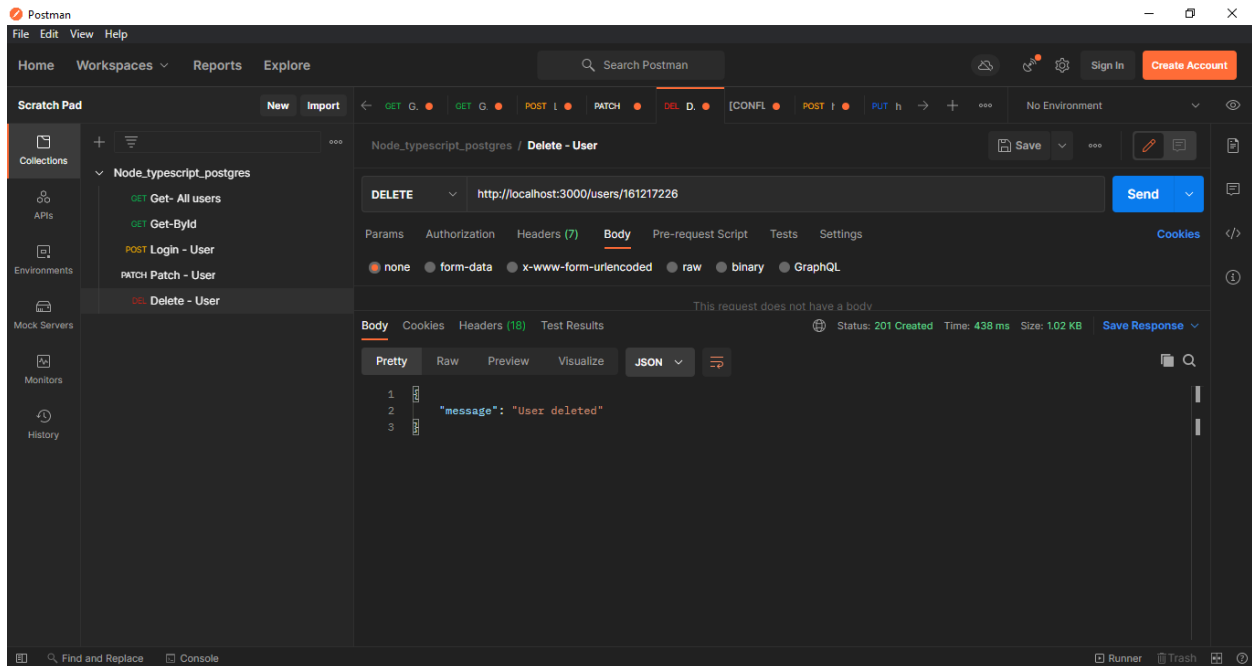 Postman
File Edit View Help
Home Workspaces Reports Explore Search Postman Sign In Create Account
Scratch Pad New Import GET G. GET G. POST L PATCH DEL D. [CONFL POST PUT h No Environment
Collections
APIs
Environments
Mock Servers
Monitors
History
Node_typescript_postgres
GET Get- All users
GET Get-ById
POST Login - User
PATCH Patch - User
DEL Delete - User
Node_typescript_postgres / Delete - User Save
DELETE http://localhost:3000/users/161217226 Send
Params Authorization Headers (7) Body Pre-request Script Tests Settings Cookies
none form-data x-www-form-urlencoded raw binary GraphQL
This request does not have a body
Body Cookies Headers (18) Test Results Status: 201 Created Time: 438 ms Size: 1.02 KB Save Response
Pretty Raw Preview Visualize JSON
1 {
2 "message": "User deleted"
3 }
Find and Replace Console Runner Trash